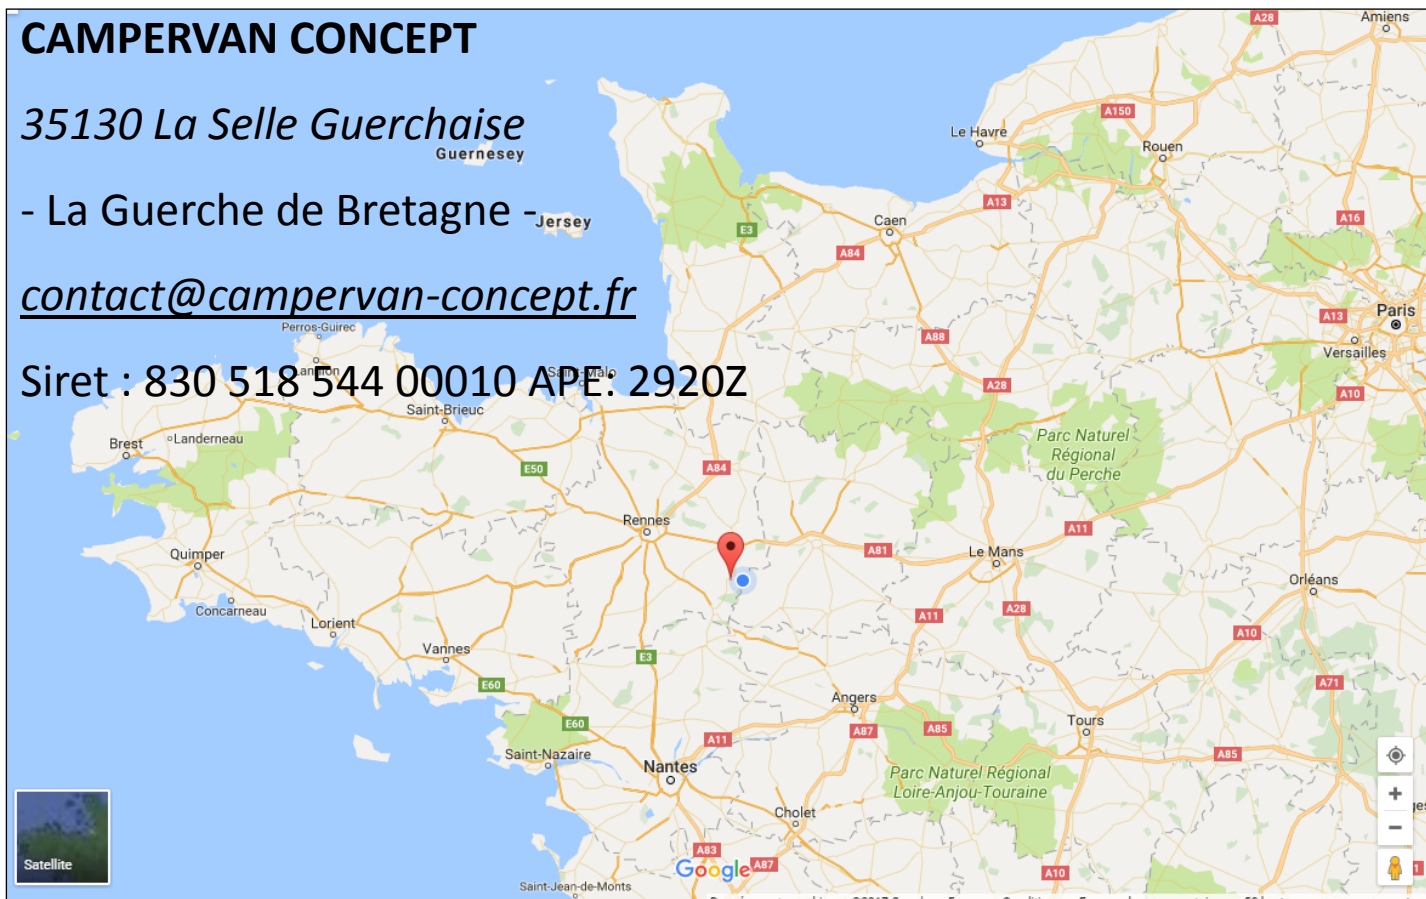 CAMPERVAN CONCEPT
35130 La Selle Guerchaise
- La Guerche de Bretagne -
contact@campervan-concept.fr
Siret : 830 518 544 00010 APE: 2920Z
A28
Amiens
Guernesey
Le Havre
A150
Rouen
Jersey
Caen
A13
A16
E3
A84
Perros-Guirec
A88
A13
Paris
Versailles
Lannion
Saint-Malo
A28
A10
Saint-Brieuc
Brest
Landerneau
E50
A84
Parc Naturel
Régional
du Perche
Rennes
A11
Quimper
A81
Le Mans
Orléans
Concarneau
Lorient
A11
A28
A10
Vannes
E3
E60
Angers
A71
E60
A11
A87
A85
Tours
A85
Saint-Nazaire
Nantes
Parc Naturel Régional
Loire-Anjou-Touraine
Cholet
Satellite
A83
Google
A87
A10
Saint-Jean-de-Monts